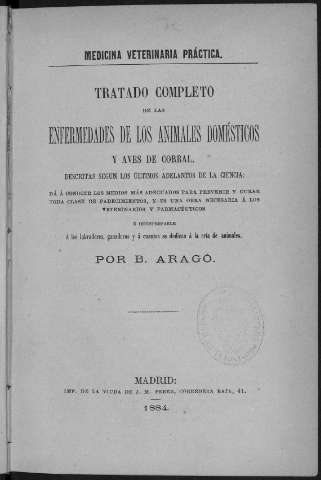 MEDICINA VETERINARIA PRÁCTICA.
TRATADO COMPLETO
DE LAS
ENFERMEDADES DE LOS ANIMALES DOMÉSTICOS
Y AVES DE CORRAL,
DESCRITAS SEGUN LOS ÚLTIMOS ADELANTOS DE LA CIENCIA:
DÁ Á CONOCER LOS MEDIOS MÁS ADECUADOS PARA PREVENIR Y CURAR
TODA CLASE DE PADECIMIENTOS, Y ES UNA OBRA NECESARIA Á LOS
VETERINARIOS Y FARMACÉUTICOS
É INDISPENSABLE
á los labradores, ganaderos y á cuantos se dedican á la cría de animales.
POR B. ARAGÓ.
MADRID:
IMP. DE LA VIUDA DE J. M. PEREZ, CORREDERA BAJA, 41.
1884.